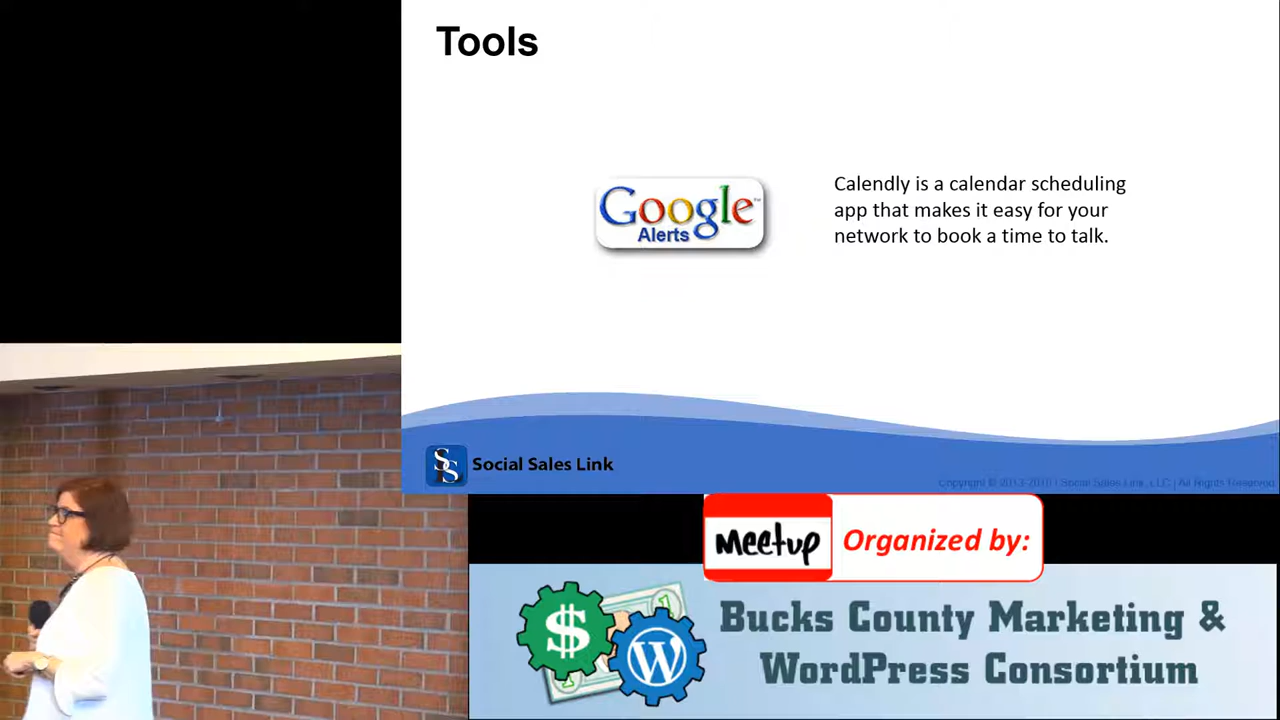 Tools
Google
Alerts
Calendly is a calendar scheduling
app that makes it easy for your
network to book a time to talk.
Social Sales Link
meetup
Organized by:
Bucks County Marketing &
WordPress Consortium